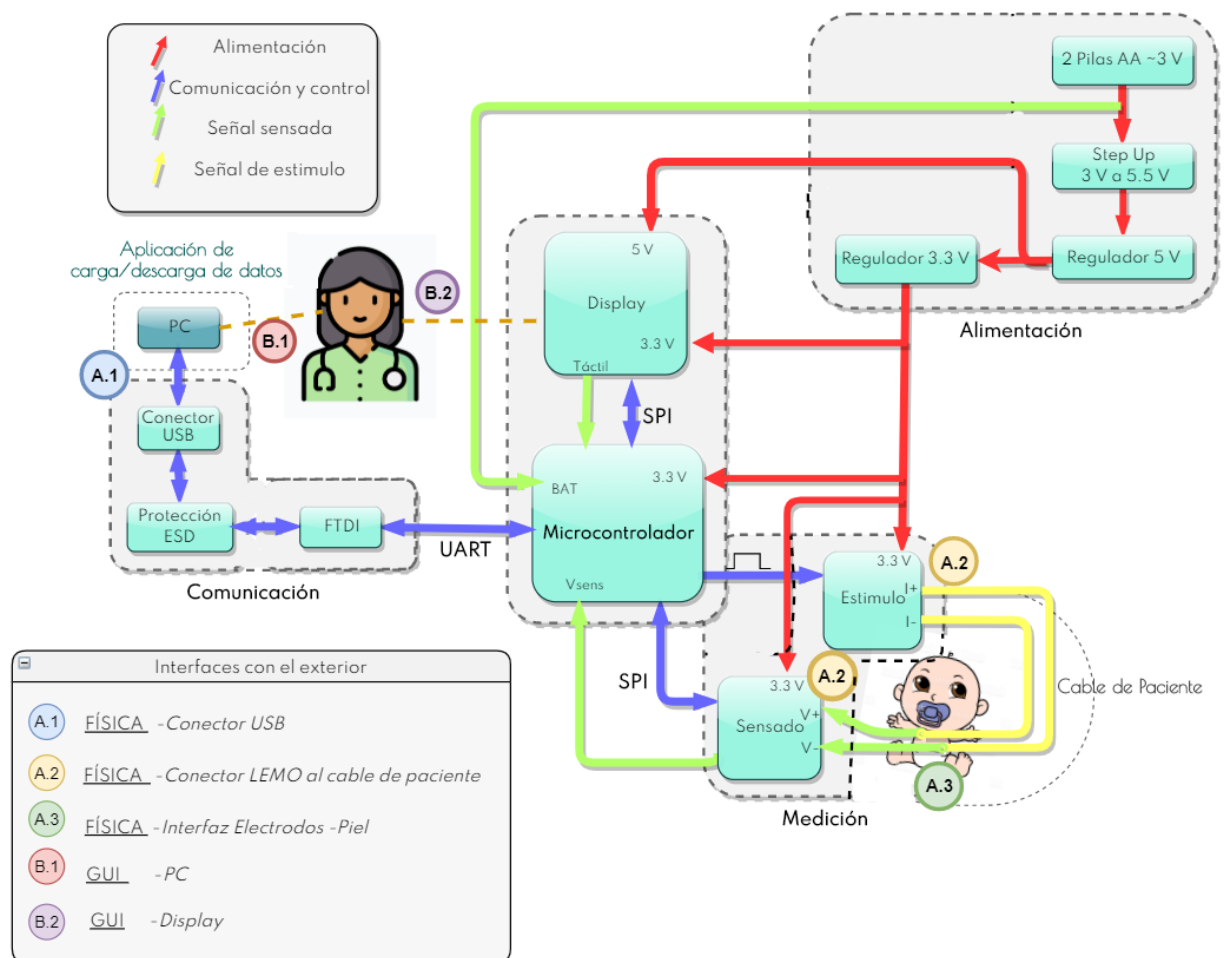 Alimentación
Comunicación y control
Señal sensada
Señal de estimulo
2 Pilas AA ~3 V
Step Up
3 V a 5.5 V
Regulador 5 V
Regulador 3.3 V
Alimentación
Aplicación de
carga/descarga de datos
PC
A.1
B.1
B.2
Conector
USB
Protección
ESD
FTDI
Comunicación
UART
5 V
Display
3.3 V
Táctil
SPI
BAT
3.3 V
Microcontrolador
Vsens
SPI
3.3 V
A.2
Estimulo
I+
I-
3.3 V
A.2
Sensado
V+
V-
A.3
Cable de Paciente
Medición
Interfaces con el exterior
A.1 FÍSICA -Conector USB
A.2 FÍSICA -Conector LEMO al cable de paciente
A.3 FÍSICA -Interfaz Electrodos -Piel
B.1 GUI -PC
B.2 GUI -Display